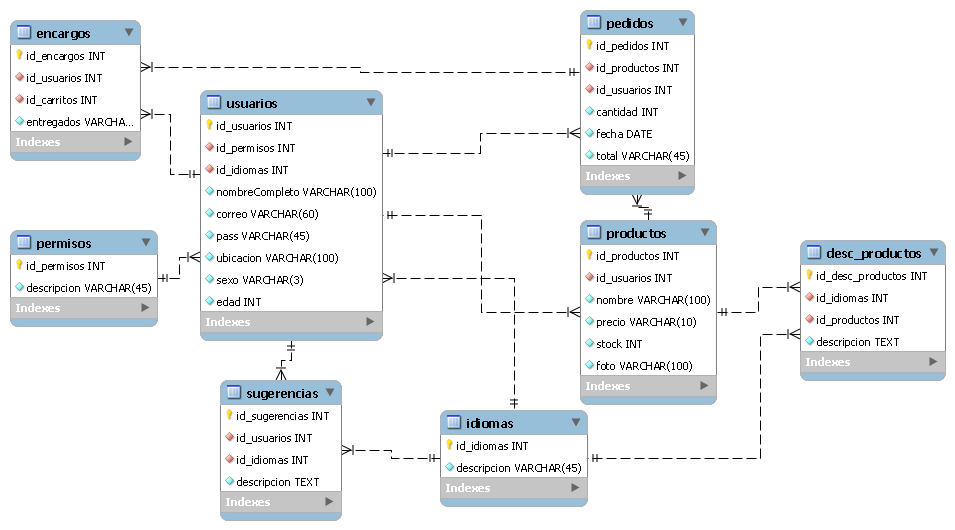 encargos
id_encargos INT
id_usuarios INT
id_carritos INT
entregados VARCHA...
Indexes
usuarios
id_usuarios INT
id_permisos INT
id_idiomas INT
nombreCompleto VARCHAR(100)
correo VARCHAR(60)
pass VARCHAR(45)
ubicacion VARCHAR(100)
sexo VARCHAR(3)
edad INT
Indexes
pedidos
id_pedidos INT
id_productos INT
id_usuarios INT
cantidad INT
fecha DATE
total VARCHAR(45)
Indexes
permisos
id_permisos INT
descripcion VARCHAR(45)
Indexes
productos
id_productos INT
id_usuarios INT
nombre VARCHAR(100)
precio VARCHAR(10)
stock INT
foto VARCHAR(100)
Indexes
desc_productos
id_desc_productos INT
id_idiomas INT
id_productos INT
descripcion TEXT
Indexes
sugerencias
id_sugerencias INT
id_usuarios INT
id_idiomas INT
descripcion TEXT
Indexes
idiomas
id_idiomas INT
descripcion VARCHAR(45)
Indexes